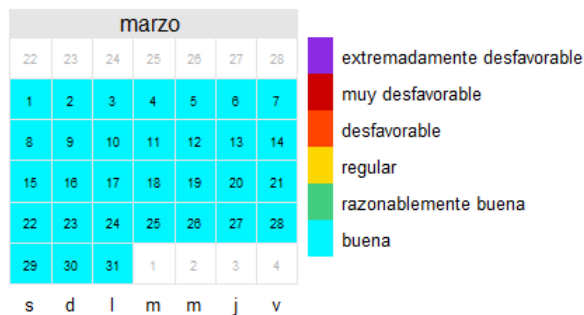 marzo
22 23 24 25 26 27 28
1 2 3 4 5 6 7
8 9 10 11 12 13 14
15 16 17 18 19 20 21
22 23 24 25 26 27 28
29 30 31 1 2 3 4
s d l m m j v
extremadamente desfavorable
muy desfavorable
desfavorable
regular
razonablemente buena
buena